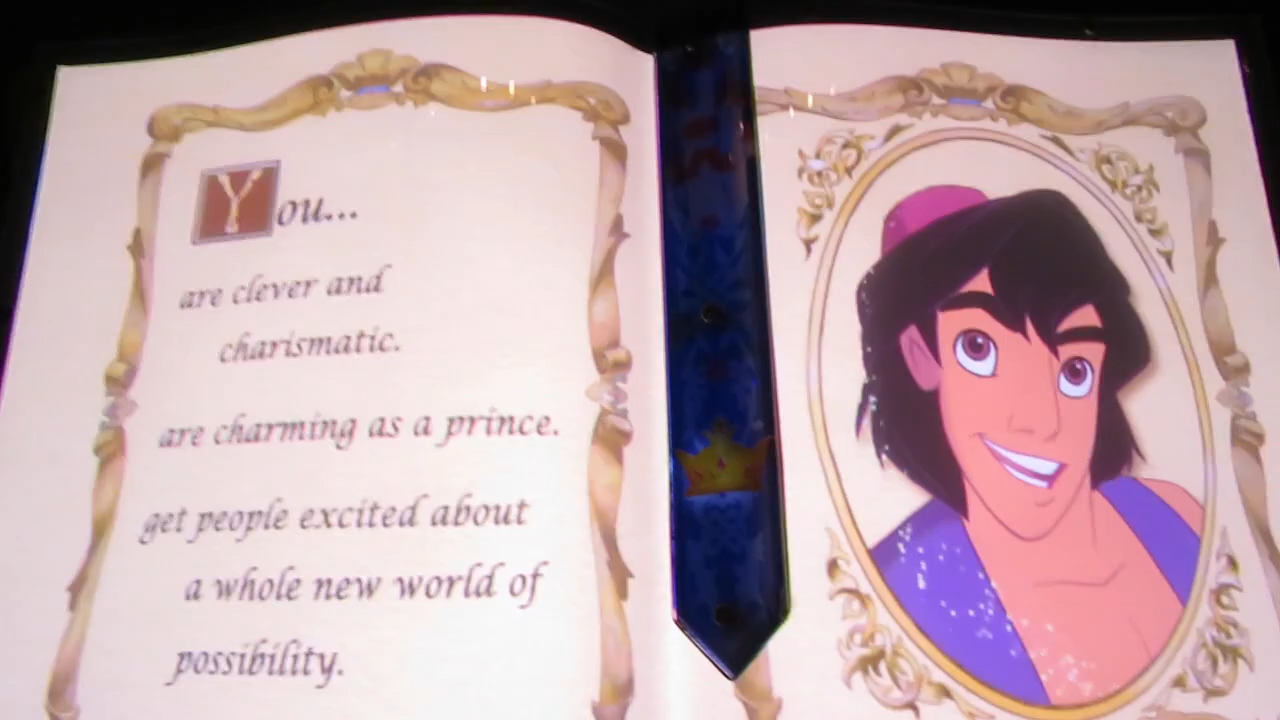 You...
are clever and
charismatic.
are charming as a prince.
get people excited about
a whole new world of
possibility.